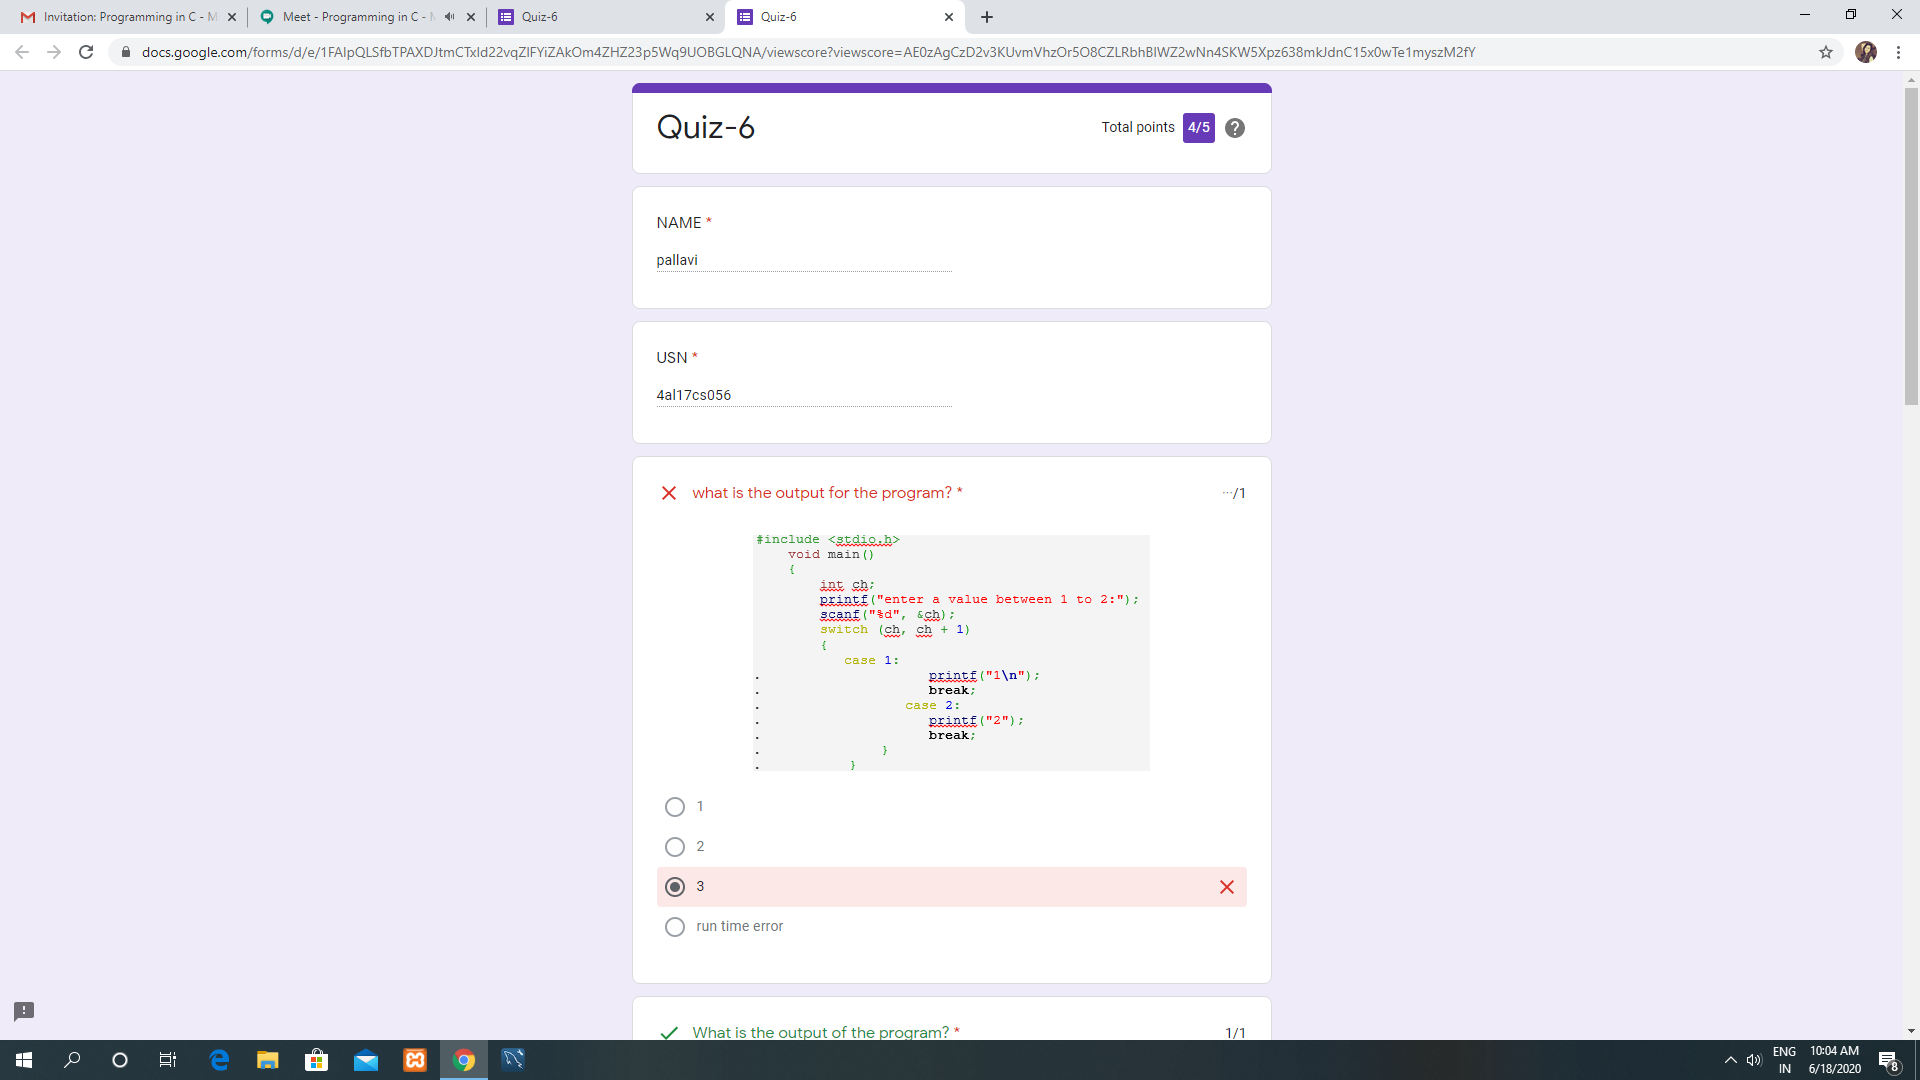 Invitation: Programming in C - M
Meet - Programming in C - M
Quiz-6
Quiz-6
docs.google.com/forms/d/e/1FAIpQLSfbTPAXDJtmCTxId22vqZIFYiZAkOm4ZHZ23p5Wq9UOBGLQNA/viewscore?viewscore=AE0zAgCzD2v3KUvmVhzOr5O8CZLRbhBIWZ2wNn4SKW5Xpz638mkJdnC15x0wTe1myszM2fY
Quiz-6
Total points 4/5
NAME *
pallavi
USN *
4al17cs056
what is the output for the program? *
···/1
#include <stdio.h>
void main()
{
int ch;
printf("enter a value between 1 to 2:");
scanf("%d", &ch);
switch (ch, ch + 1)
{
case 1:
. printf("1\n");
. break;
. case 2:
. printf("2");
. break;
. }
. }
1
2
3
run time error
What is the output of the program? *
1/1
ENG
IN
10:04 AM
6/18/2020
8